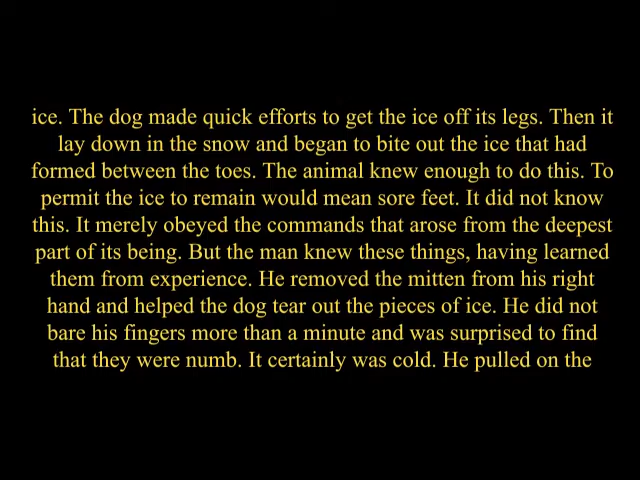 ice. The dog made quick efforts to get the ice off its legs. Then it
lay down in the snow and began to bite out the ice that had
formed between the toes. The animal knew enough to do this. To
permit the ice to remain would mean sore feet. It did not know
this. It merely obeyed the commands that arose from the deepest
part of its being. But the man knew these things, having learned
them from experience. He removed the mitten from his right
hand and helped the dog tear out the pieces of ice. He did not
bare his fingers more than a minute and was surprised to find
that they were numb. It certainly was cold. He pulled on the